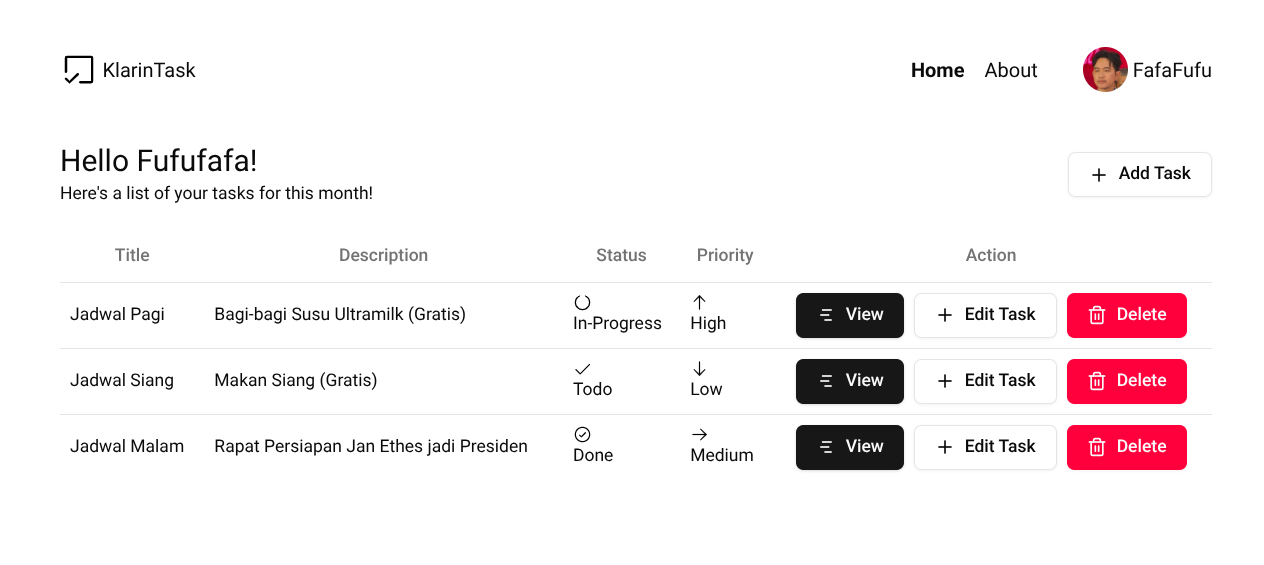 KlarinTask
Home About FafaFufu
Hello Fufufafa!
Here's a list of your tasks for this month!
Add Task
Title Description Status Priority Action
Jadwal Pagi Bagi-bagi Susu Ultramilk (Gratis) In-Progress High View Edit Task Delete
Jadwal Siang Makan Siang (Gratis) Todo Low View Edit Task Delete
Jadwal Malam Rapat Persiapan Jan Ethes jadi Presiden Done Medium View Edit Task Delete